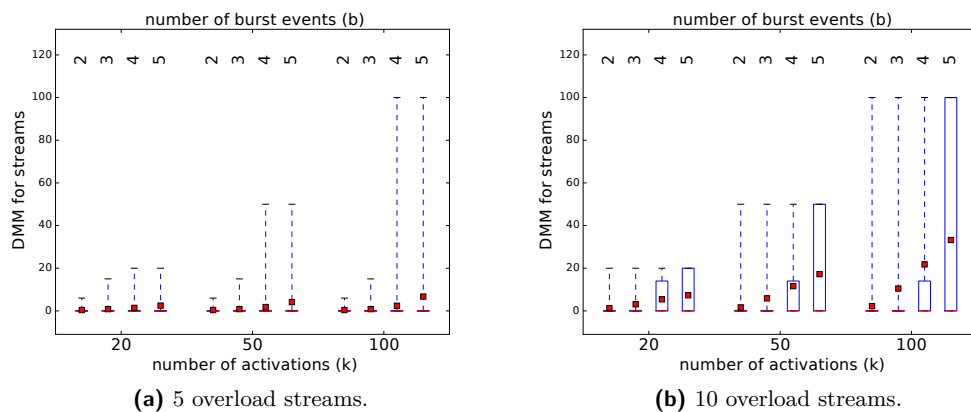 number of burst events (b)
120
100
80
60
40
20
0
DMM for streams
2 3 4 5 2 3 4 5 2 3 4 5
20 50 100
number of activations (k)
(a) 5 overload streams.
number of burst events (b)
120
100
80
60
40
20
0
DMM for streams
2 3 4 5 2 3 4 5 2 3 4 5
20 50 100
number of activations (k)
(b) 10 overload streams.